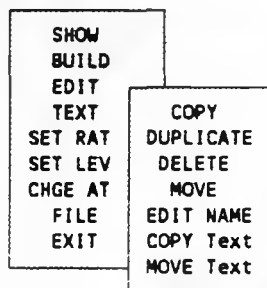 SHOW
BUILD
EDIT
TEXT
SET RAT
SET LEV
CHGE AT
FILE
EXIT
COPY
DUPLICATE
DELETE
MOVE
EDIT NAME
COPY Text
MOVE Text